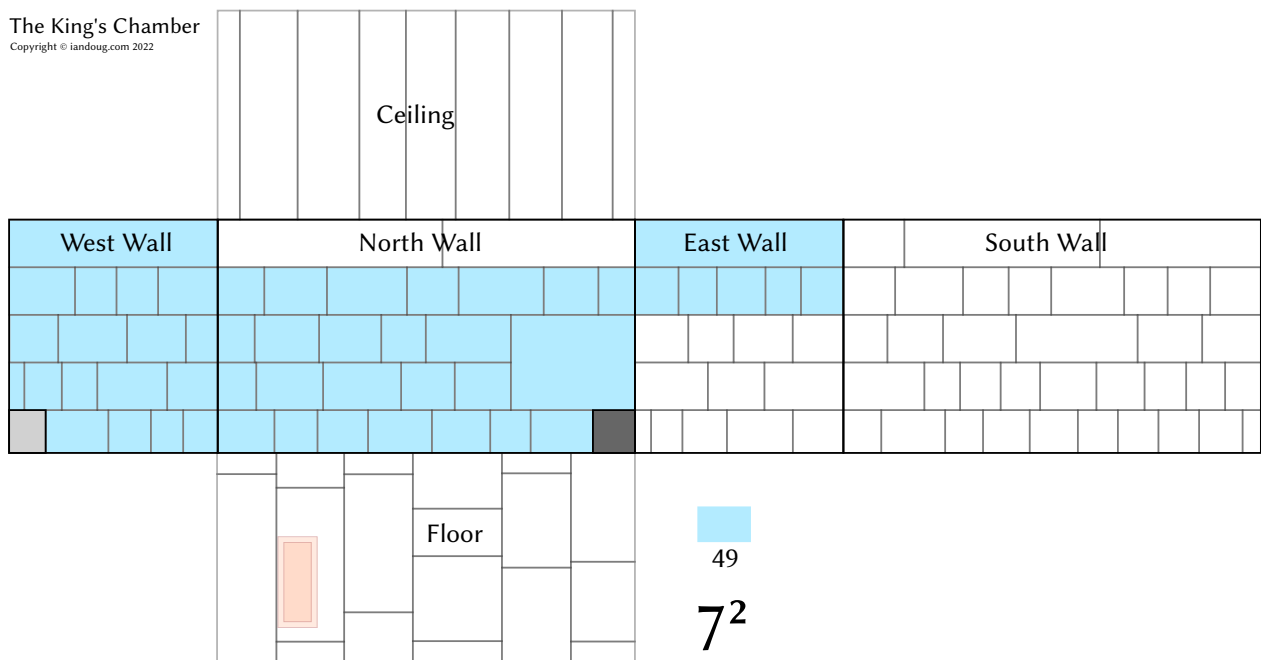 The King's Chamber
Copyright © iandoug.com 2022
Ceiling
West Wall
North Wall
East Wall
South Wall
Floor
49
7²